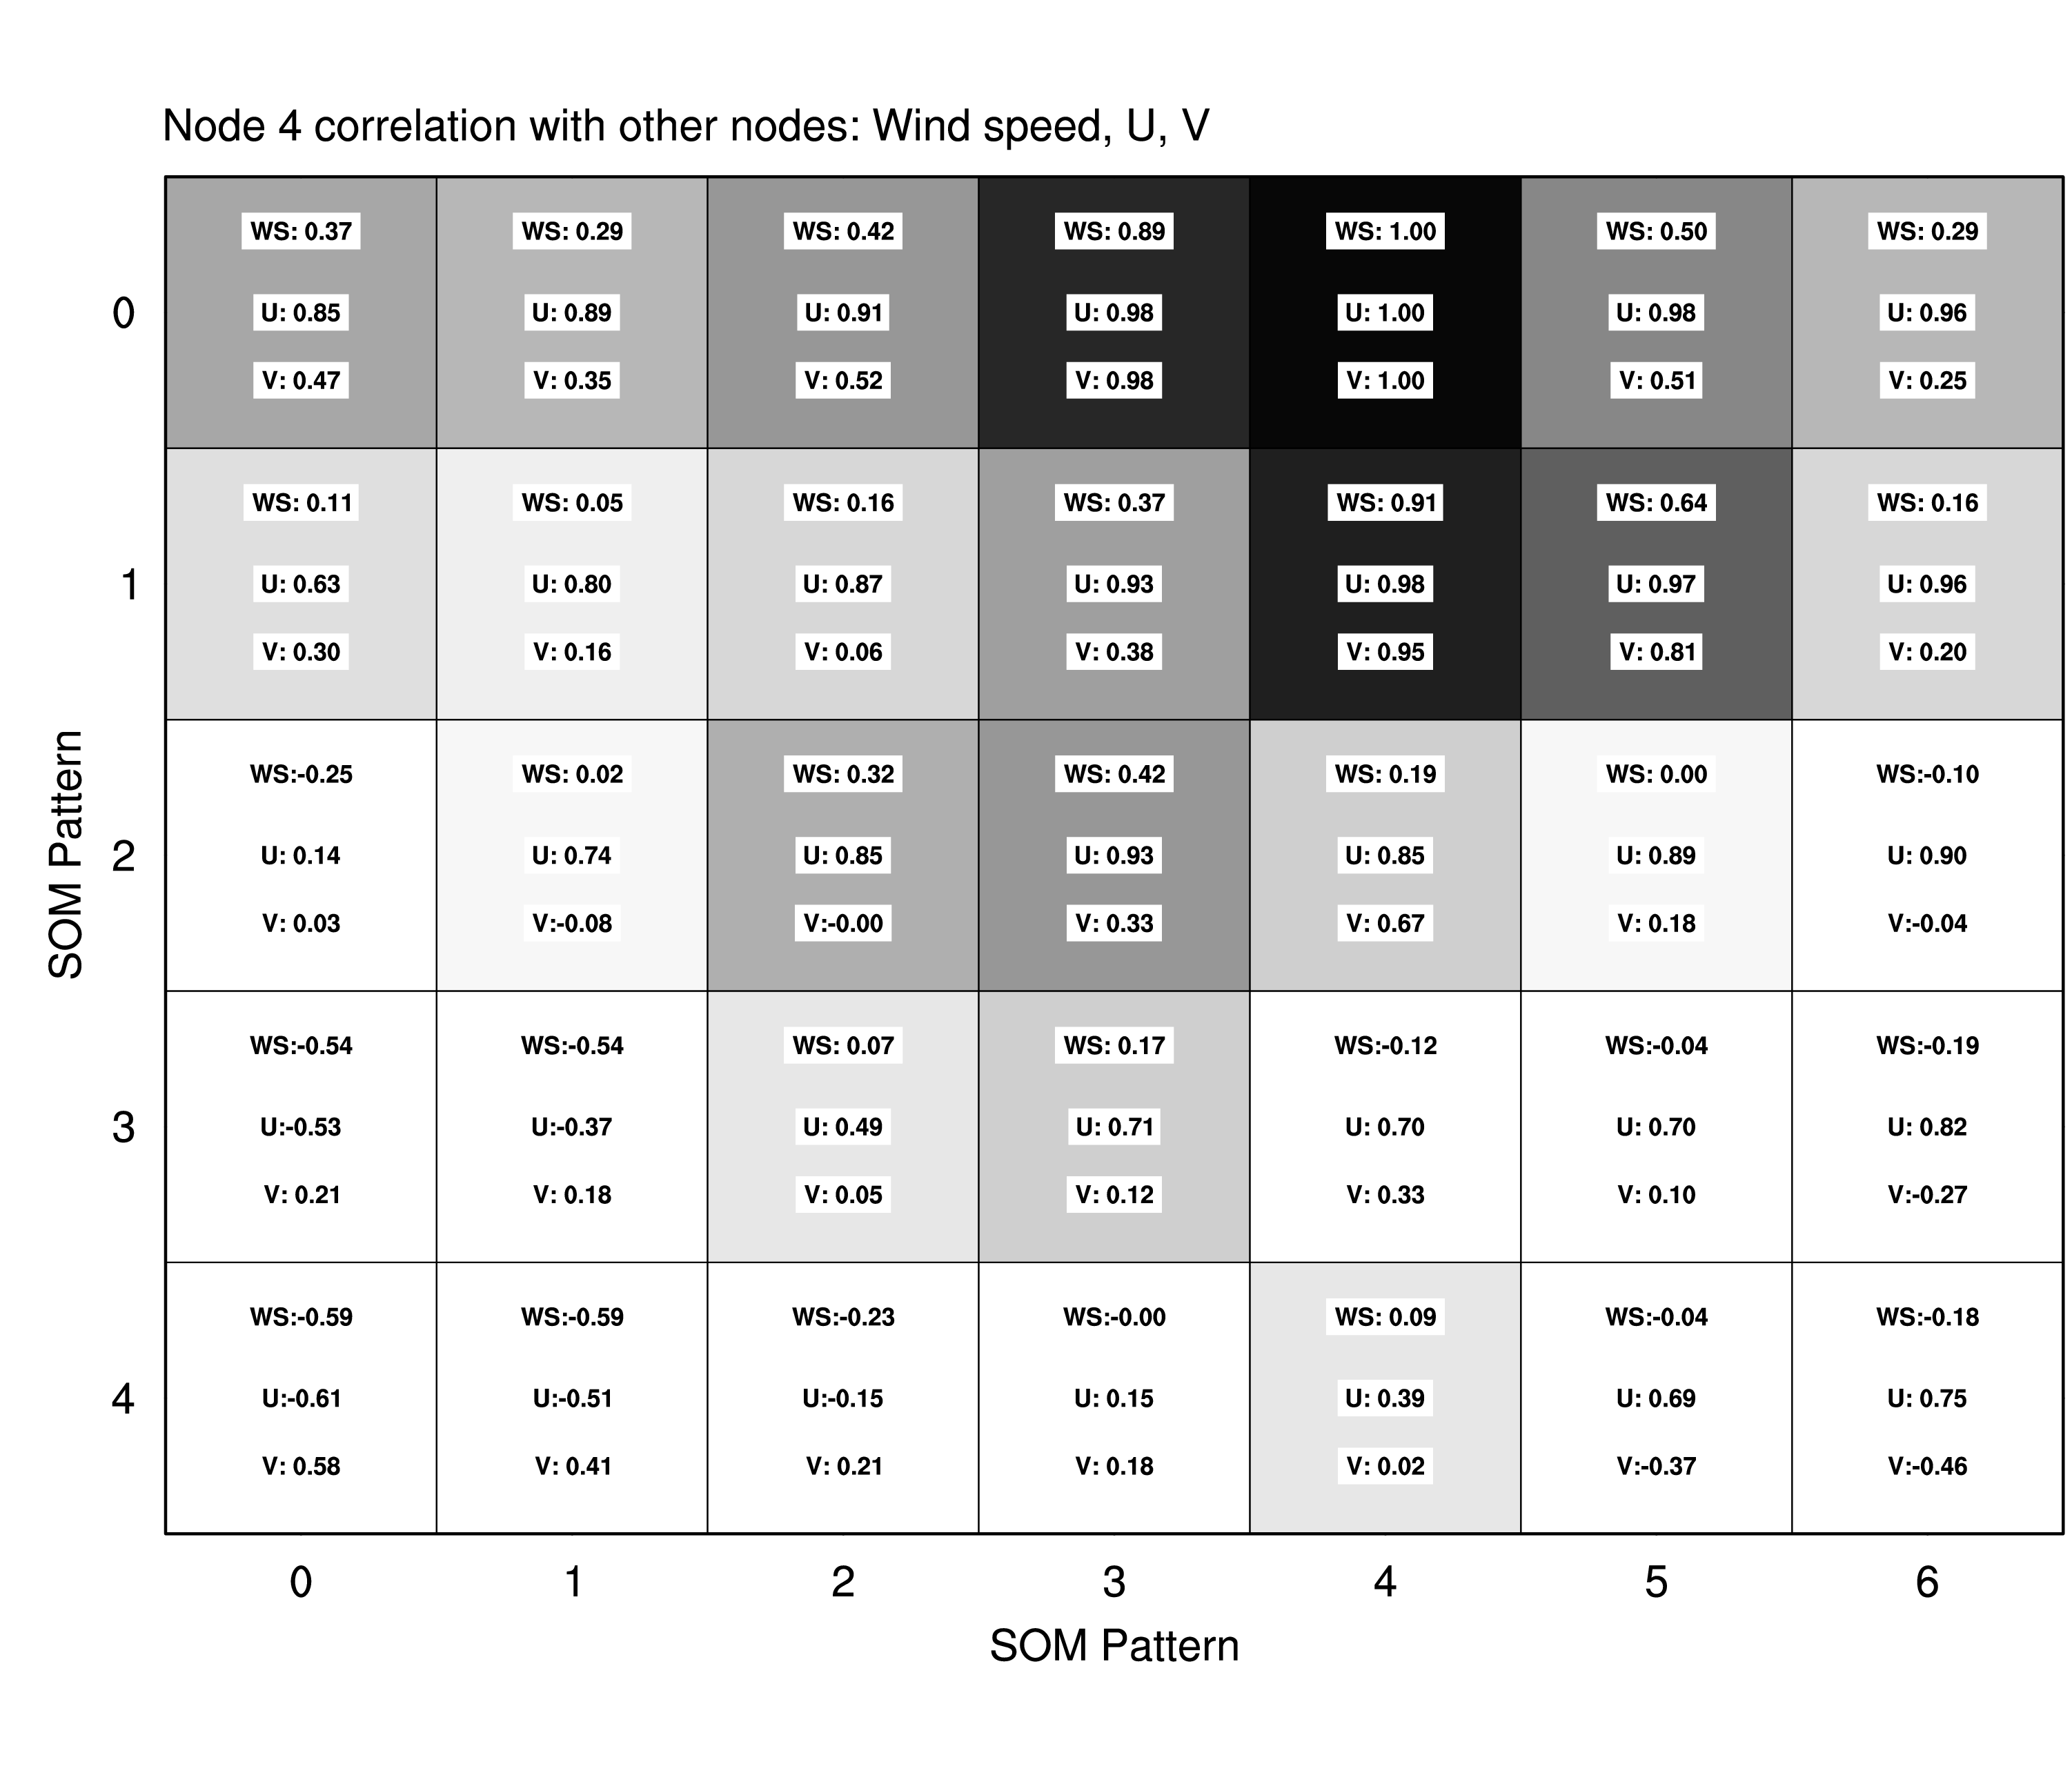 Node 4 correlation with other nodes: Wind speed, U, V
WS: 0.37 WS: 0.29 WS: 0.42 WS: 0.89 WS: 1.00 WS: 0.50 WS: 0.29
0 U: 0.85 U: 0.89 U: 0.91 U: 0.98 U: 1.00 U: 0.98 U: 0.96
V: 0.47 V: 0.35 V: 0.52 V: 0.98 V: 1.00 V: 0.51 V: 0.25
WS: 0.11 WS: 0.05 WS: 0.16 WS: 0.37 WS: 0.91 WS: 0.64 WS: 0.16
1 U: 0.63 U: 0.80 U: 0.87 U: 0.93 U: 0.98 U: 0.97 U: 0.96
V: 0.30 V: 0.16 V: 0.06 V: 0.38 V: 0.95 V: 0.81 V: 0.20
SOM Pattern
WS:-0.25 WS: 0.02 WS: 0.32 WS: 0.42 WS: 0.19 WS: 0.00 WS:-0.10
2 U: 0.14 U: 0.74 U: 0.85 U: 0.93 U: 0.85 U: 0.89 U: 0.90
V: 0.03 V:-0.08 V:-0.00 V: 0.33 V: 0.67 V: 0.18 V:-0.04
WS:-0.54 WS:-0.54 WS: 0.07 WS: 0.17 WS:-0.12 WS:-0.04 WS:-0.19
3 U:-0.53 U:-0.37 U: 0.49 U: 0.71 U: 0.70 U: 0.70 U: 0.82
V: 0.21 V: 0.18 V: 0.05 V: 0.12 V: 0.33 V: 0.10 V:-0.27
WS:-0.59 WS:-0.59 WS:-0.23 WS:-0.00 WS: 0.09 WS:-0.04 WS:-0.18
4 U:-0.61 U:-0.51 U:-0.15 U: 0.15 U: 0.39 U: 0.69 U: 0.75
V: 0.58 V: 0.41 V: 0.21 V: 0.18 V: 0.02 V:-0.37 V:-0.46
0 1 2 3 4 5 6
SOM Pattern